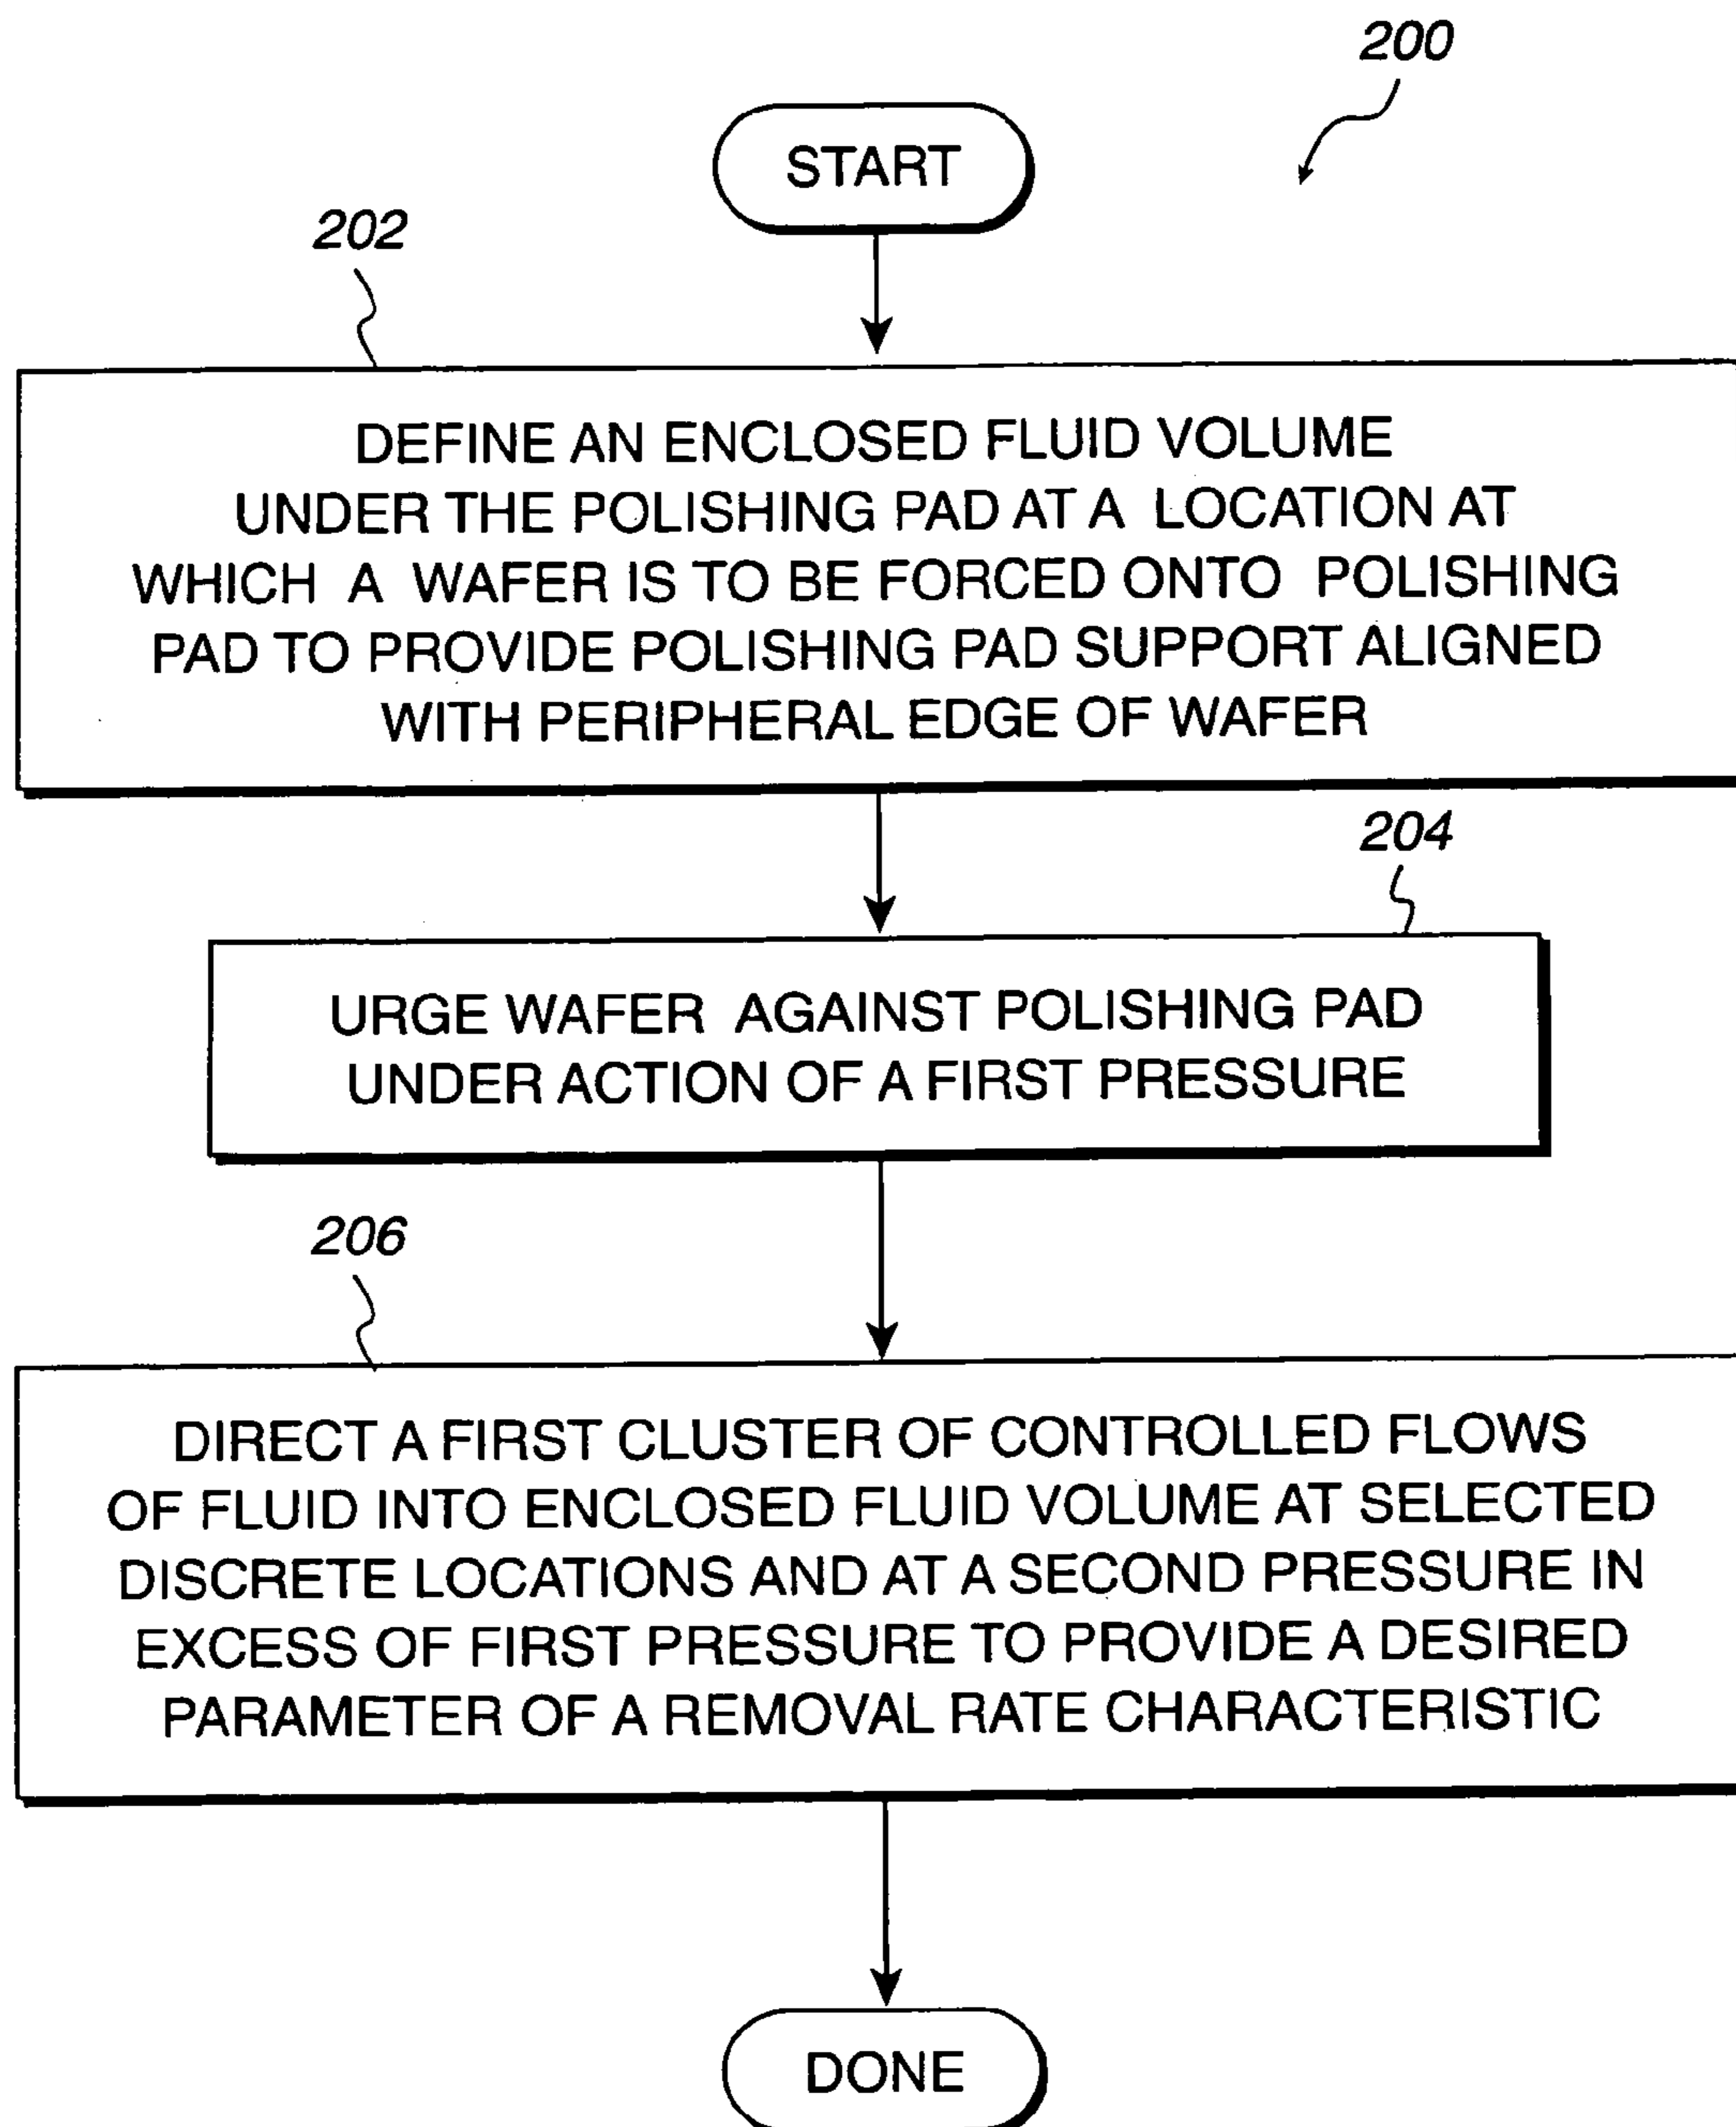 200
START
202
DEFINE AN ENCLOSED FLUID VOLUME
UNDER THE POLISHING PAD AT A LOCATION AT
WHICH A WAFER IS TO BE FORCED ONTO POLISHING
PAD TO PROVIDE POLISHING PAD SUPPORT ALIGNED
WITH PERIPHERAL EDGE OF WAFER
204
URGE WAFER AGAINST POLISHING PAD
UNDER ACTION OF A FIRST PRESSURE
206
DIRECT A FIRST CLUSTER OF CONTROLLED FLOWS
OF FLUID INTO ENCLOSED FLUID VOLUME AT SELECTED
DISCRETE LOCATIONS AND AT A SECOND PRESSURE IN
EXCESS OF FIRST PRESSURE TO PROVIDE A DESIRED
PARAMETER OF A REMOVAL RATE CHARACTERISTIC
DONE